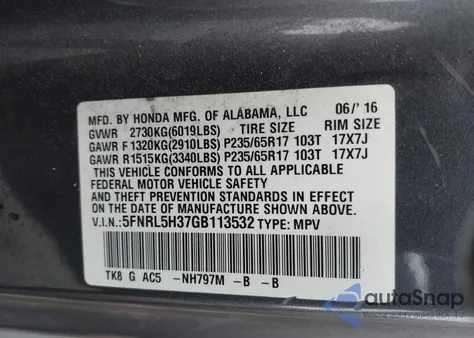 MFD. BY HONDA MFG. OF ALABAMA, LLC 06/'16
GVWR 2730KG(6019LBS) TIRE SIZE RIM SIZE
GAWR F1320KG(2910LBS) P235/65R17 103T 17X7J
GAWR R1515KG(3340LBS) P235/65R17 103T 17X7J
THIS VEHICLE CONFORMS TO ALL APPLICABLE
FEDERAL MOTOR VEHICLE SAFETY
AND THEFT PREVENTION STANDARDS IN EFFECT
ON THE DATE OF MANUFACTURE SHOWN ABOVE.
V.I.N.:5FNRL5H37GB113532 TYPE: MPV
TK8 G AC5 -NH797M -B -B
autoSnap